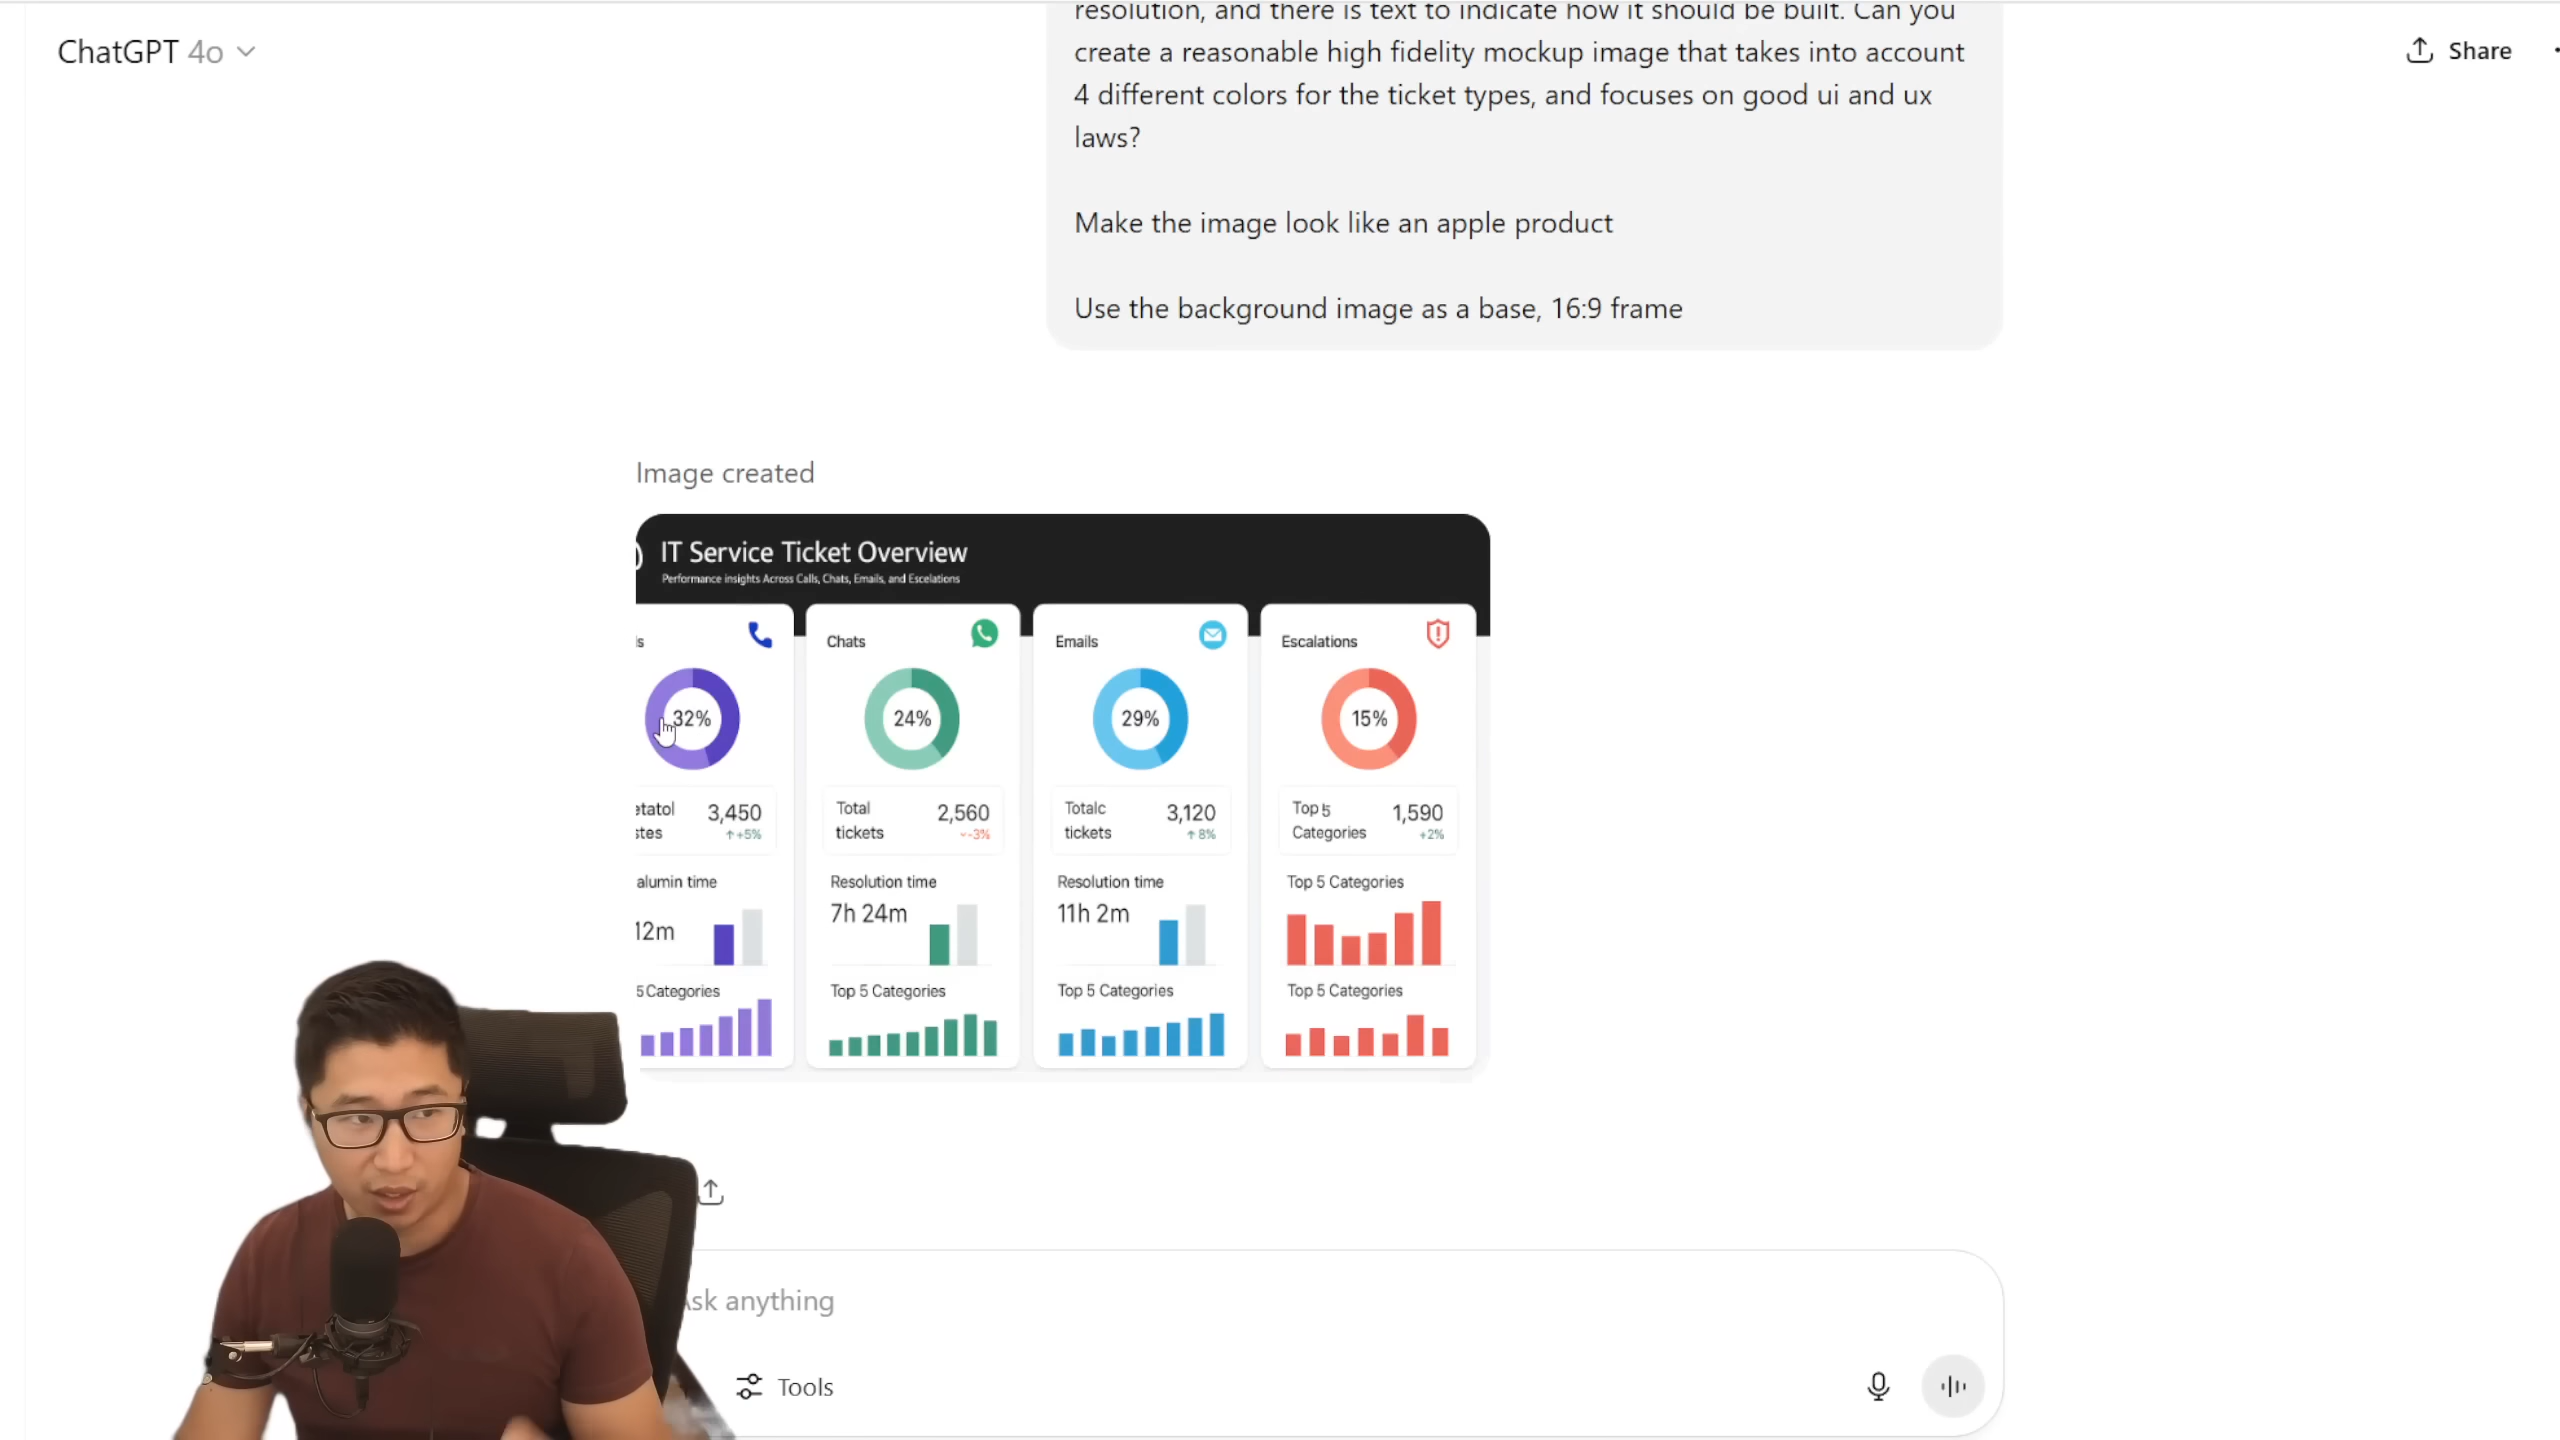 resolution, and there is text to indicate how it should be built. Can you
ChatGPT 4o
Share
create a reasonable high fidelity mockup image that takes into account
4 different colors for the ticket types, and focuses on good ui and ux
laws?
Make the image look like an apple product
Use the background image as a base, 16:9 frame
Image created
IT Service Ticket Overview
Performance insights Across Calls, Chats, Emails, and Escelations
ls
32%
etatol
stes
3,450
↑+5%
alumin time
12m
5 Categories
Chats
24%
Total
tickets
2,560
-3%
Resolution time
7h 24m
Top 5 Categories
Emails
29%
Totalc
tickets
3,120
↑ 8%
Resolution time
11h 2m
Top 5 Categories
Escalations
15%
Top 5
Categories
1,590
+2%
Top 5 Categories
Top 5 Categories
Ask anything
Tools